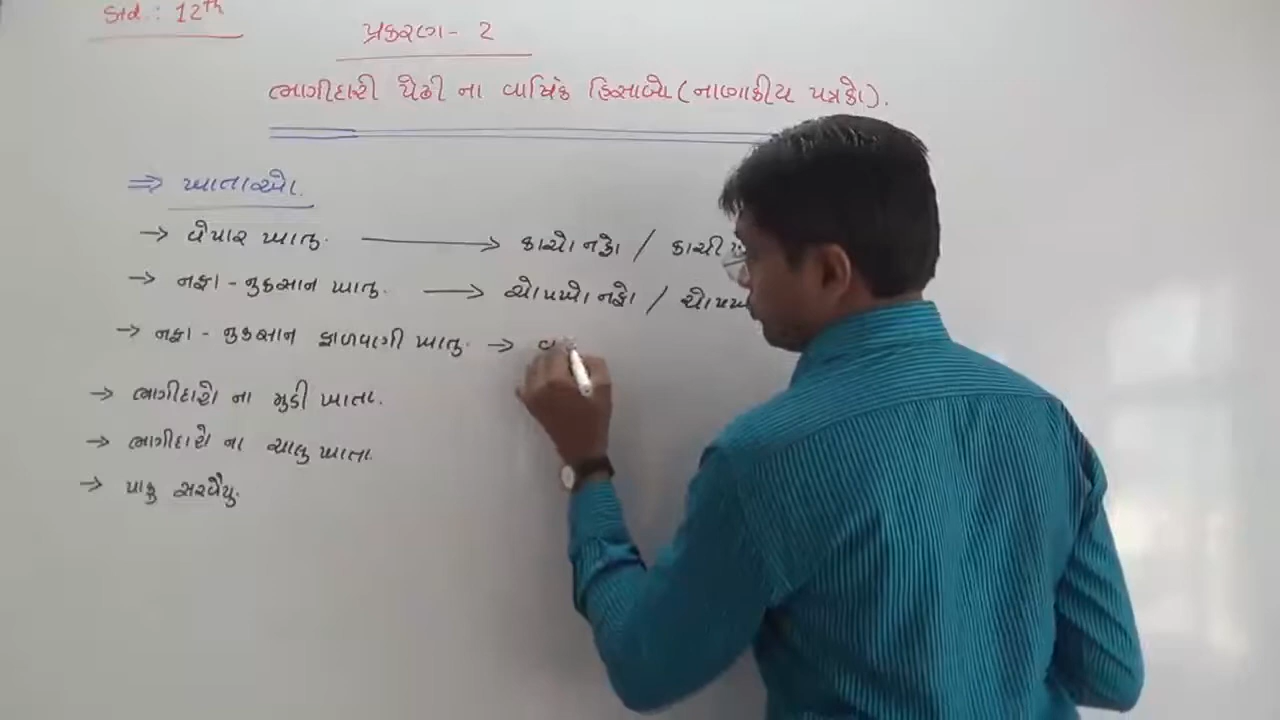 Std. : 12th
પ્રકરણ - 2
ભાગીદારી પેઢી ના વાર્ષિક હિસાબો (નાણાકીય પત્રકો).
⇒ ખાતાઓ.
→ વેપાર ખાતુ. → કાચો નફો / કાચી
→ નફા - નુકસાન ખાતુ. → ચોખ્ખો નફો /
→ નફા - નુકસાન ફાળવણી ખાતુ. →
→ ભાગીદારો ના મુડી ખાતા.
→ ભાગીદારો ના ચાલુ ખાતા.
→ પાકુ સરવૈયુ.